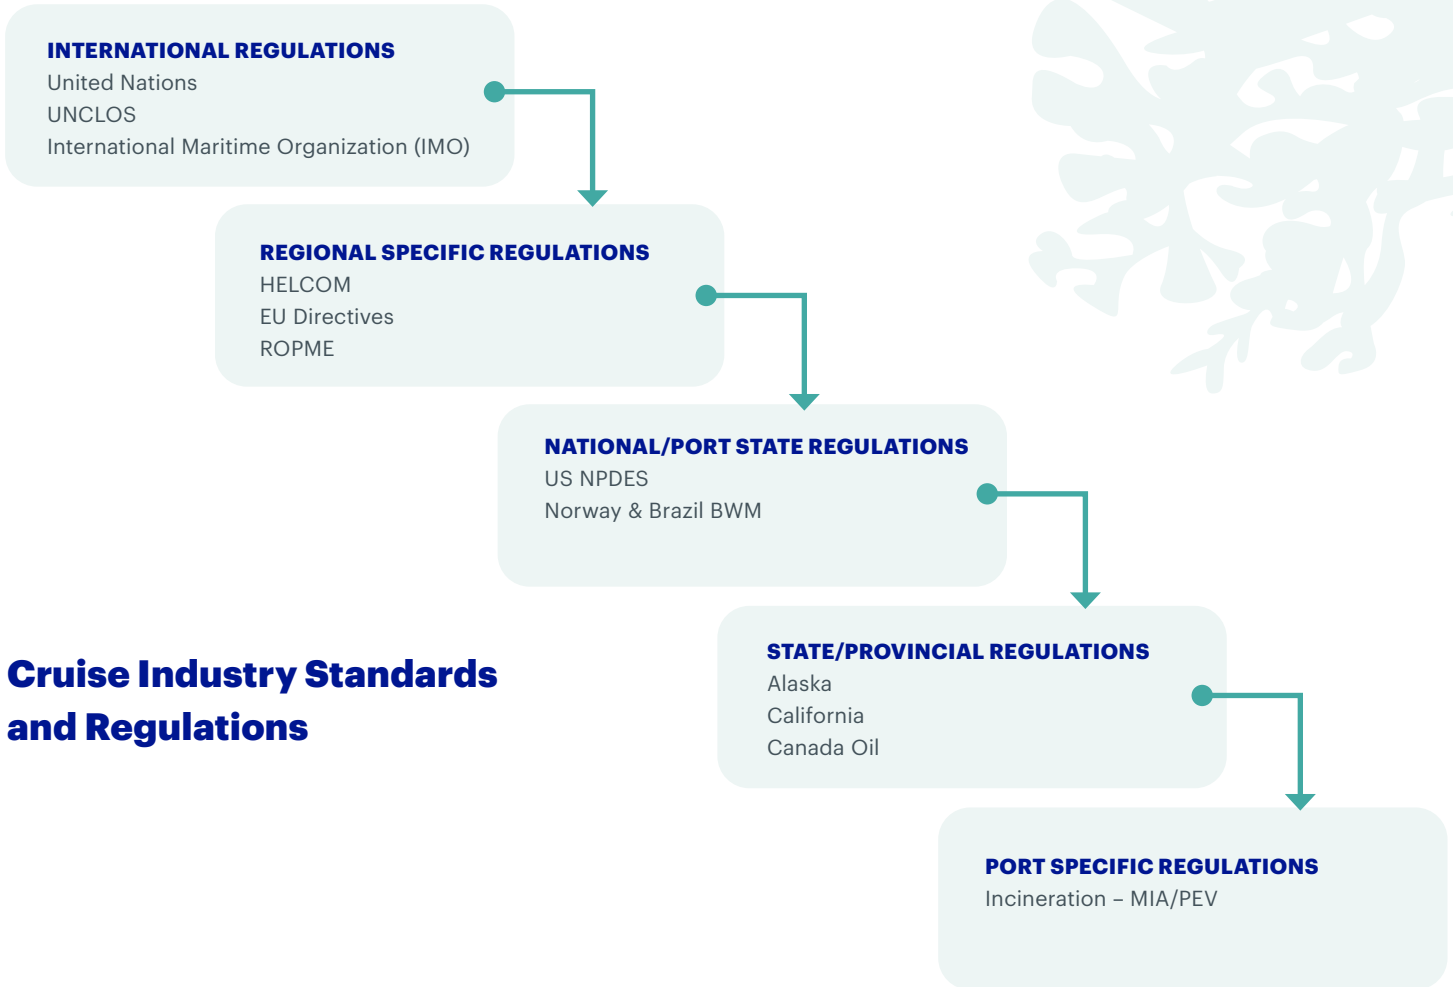 INTERNATIONAL REGULATIONS
United Nations
UNCLOS
International Maritime Organization (IMO)
REGIONAL SPECIFIC REGULATIONS
HELCOM
EU Directives
ROPME
NATIONAL/PORT STATE REGULATIONS
US NPDES
Norway & Brazil BWM
STATE/PROVINCIAL REGULATIONS
Alaska
California
Canada Oil
PORT SPECIFIC REGULATIONS
Incineration – MIA/PEV
Cruise Industry Standards
and Regulations